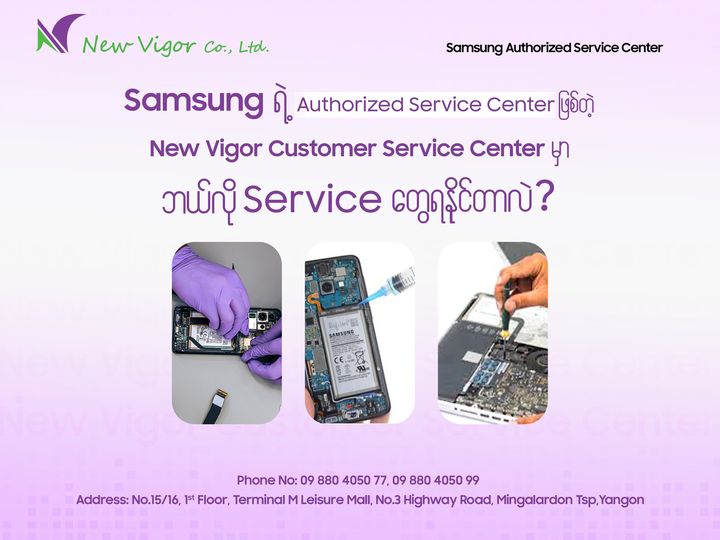 New Vigor Co., Ltd.
Samsung Authorized Service Center
Samsung ရဲ့ Authorized Service Center ဖြစ်တဲ့
New Vigor Customer Service Center မှာ
ဘယ်လို Service တွေရနိုင်တာလဲ?
SAMSUNG
Phone No: 09 880 4050 77, 09 880 4050 99
Address: No.15/16, 1st Floor, Terminal M Leisure Mall, No.3 Highway Road, Mingalardon Tsp,Yangon